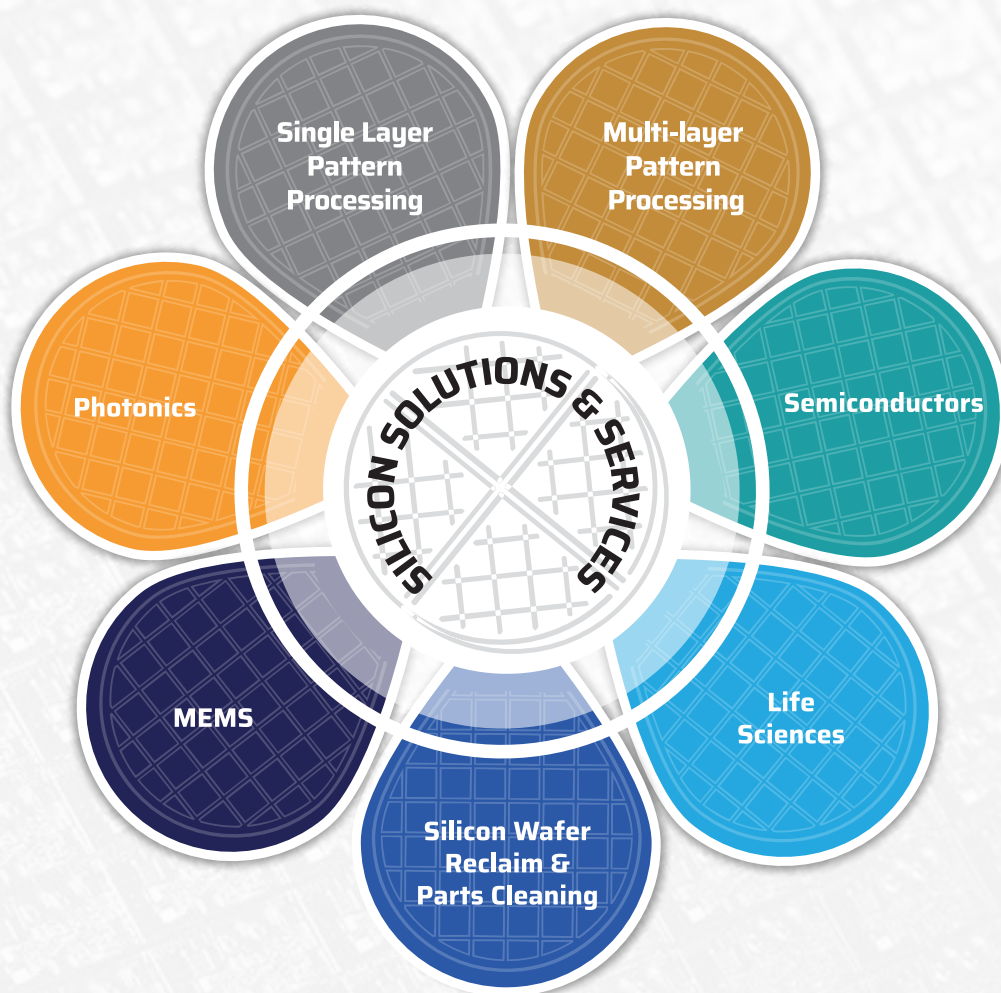 Single Layer
Pattern
Processing
Multi-layer
Pattern
Processing
Photonics
SILICON SOLUTIONS & SERVICES
Semiconductors
MEMS
Life
Sciences
Silicon Wafer
Reclaim &
Parts Cleaning